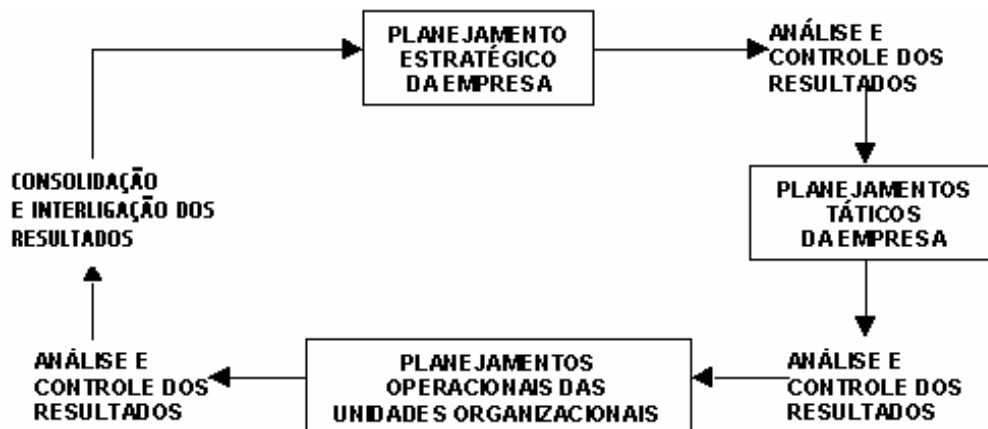 PLANEJAMENTO
ESTRATÉGICO
DA EMPRESA
ANÁLISE E
CONTROLE DOS
RESULTADOS
PLANEJAMENTOS
TÁTICOS
DA EMPRESA
ANÁLISE E
CONTROLE DOS
RESULTADOS
PLANEJAMENTOS
OPERACIONAIS DAS
UNIDADES ORGANIZACIONAIS
ANÁLISE E
CONTROLE DOS
RESULTADOS
CONSOLIDAÇÃO
E INTERLIGAÇÃO DOS
RESULTADOS